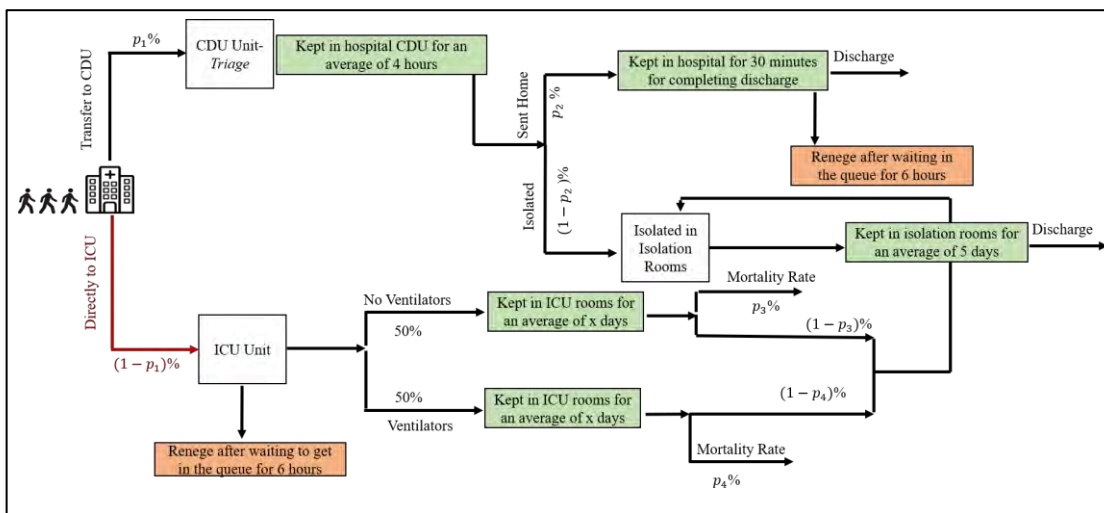 p₁%
CDU Unit-
Triage
Kept in hospital CDU for an
average of 4 hours
Transfer to CDU
Sent Home
p₂ %
Kept in hospital for 30 minutes
for completing discharge
Discharge
Renege after waiting in
the queue for 6 hours
Isolated
(1 − p₂)%
Isolated in
Isolation
Rooms
Kept in isolation rooms for
an average of 5 days
Discharge
Directly to ICU
(1 − p₁)%
ICU Unit
Renege after waiting to get
in the queue for 6 hours
No Ventilators
50%
Kept in ICU rooms for
an average of x days
Mortality Rate
p₃%
(1 − p₃)%
50%
Ventilators
Kept in ICU rooms for
an average of x days
(1 − p₄)%
Mortality Rate
p₄%